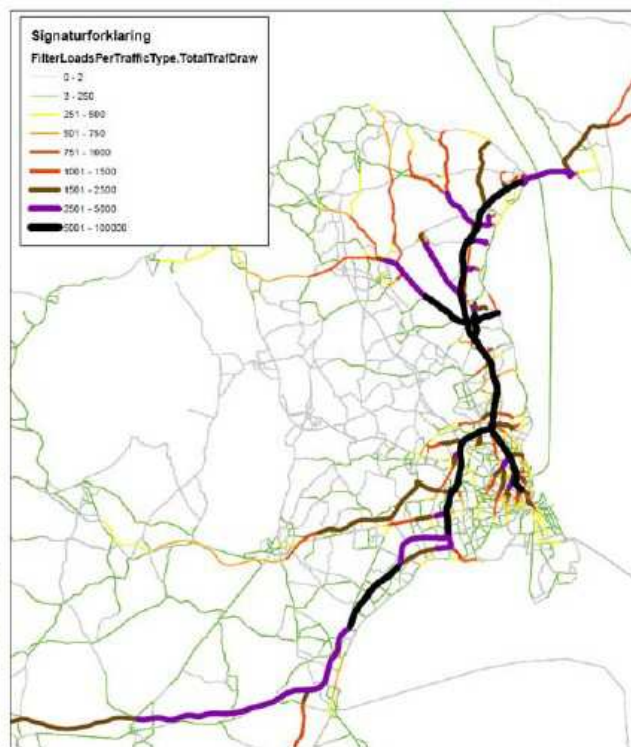 Signaturforklaring
FilterLoadsPerTrafficType.TotalTrafDraw
0 - 2
3 - 250
251 - 500
501 - 750
751 - 1000
1001 - 1500
1501 - 2500
2501 - 5000
5001 - 100000